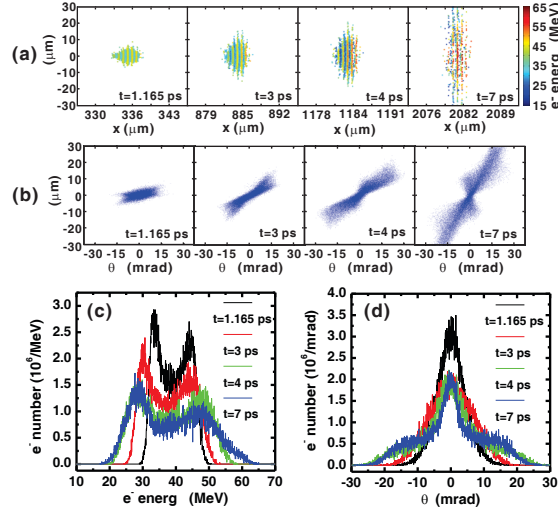 (a)
(μm)
30
20
10
0
-10
-20
-30
t=1.165 ps
t=3 ps
t=4 ps
t=7 ps
330 336 343
879 885 892
1178 1184 1191
2076 2082 2089
x (μm)
x (μm)
x (μm)
x (μm)
65
55
45
35
25
15
e⁻ energ (MeV)
(b)
(μm)
30
20
10
0
-10
-20
-30
t=1.165 ps
t=3 ps
t=4 ps
t=7 ps
-30 -15 0 15 30
-15 0 15 30
-15 0 15 30
-15 0 15 30
θ (mrad)
θ (mrad)
θ (mrad)
θ (mrad)
(c)
e⁻ number (10⁶/MeV)
3.0
2.5
2.0
1.5
1.0
0.5
0.0
t=1.165 ps
t=3 ps
t=4 ps
t=7 ps
10 20 30 40 50 60 70
e⁻ energ (MeV)
(d)
e⁻ number (10⁶/mrad)
4.0
3.5
3.0
2.5
2.0
1.5
1.0
0.5
0.0
t=1.165 ps
t=3 ps
t=4 ps
t=7 ps
-30 -20 -10 0 10 20 30
θ (mrad)